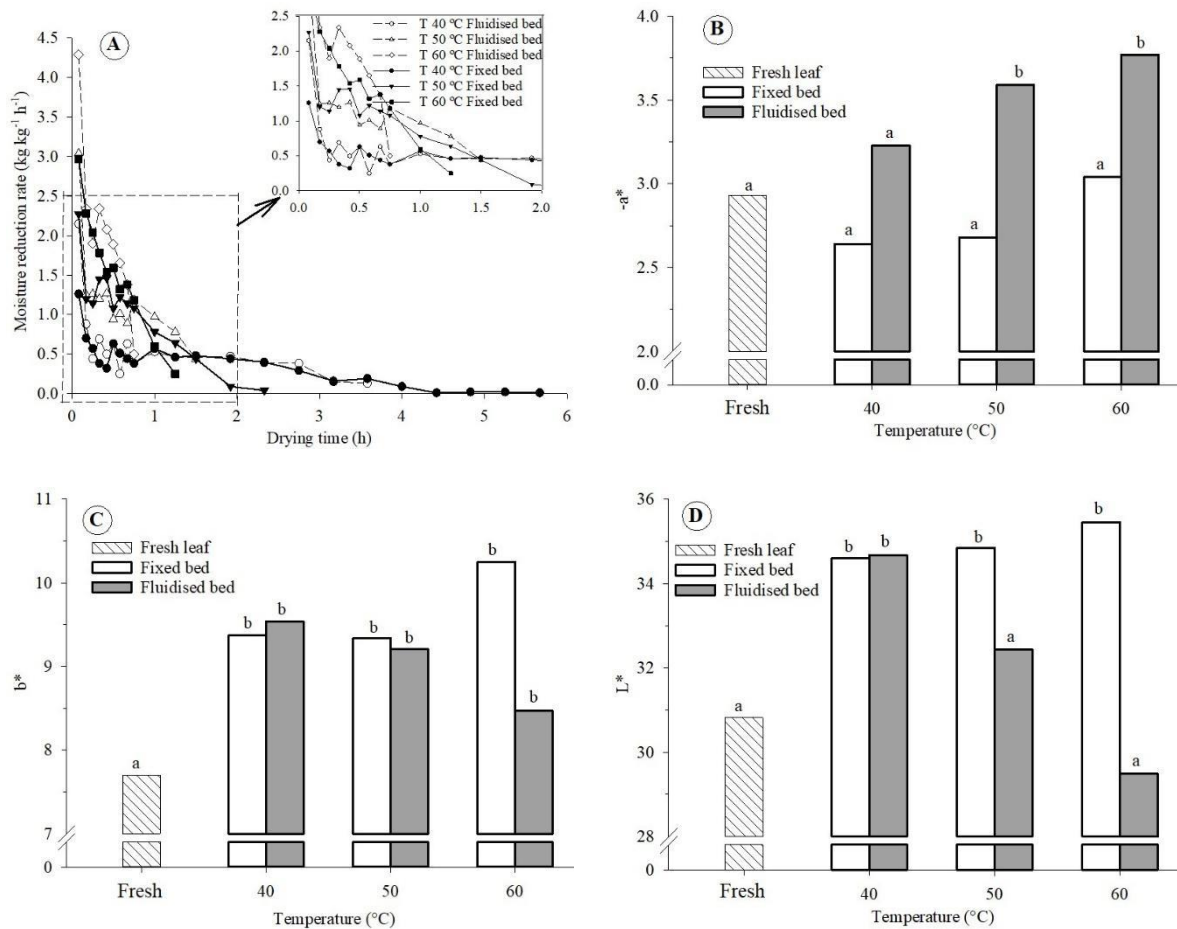 A
Moisture reduction rate (kg kg⁻¹ h⁻¹)
4.5
4.0
3.5
3.0
2.5
2.0
1.5
1.0
0.5
0.0
0 1 2 3 4 5 6
Drying time (h)
2.5
2.0
1.5
1.0
0.5
0.0
0.0 0.5 1.0 1.5 2.0
T 40 ºC Fluidised bed
T 50 ºC Fluidised bed
T 60 ºC Fluidised bed
T 40 ºC Fixed bed
T 50 ºC Fixed bed
T 60 ºC Fixed bed
B
Fresh leaf
Fixed bed
Fluidised bed
-a*
4.0
3.5
3.0
2.5
2.0
0.0
a a a a b a b
Fresh 40 50 60
Temperature (°C)
C
Fresh leaf
Fixed bed
Fluidised bed
b*
11
10
9
8
7
0
a b b b b b b
Fresh 40 50 60
Temperature (°C)
D
Fresh leaf
Fixed bed
Fluidised bed
L*
36
34
32
30
28
0
a b b b a b a
Fresh 40 50 60
Temperature (°C)